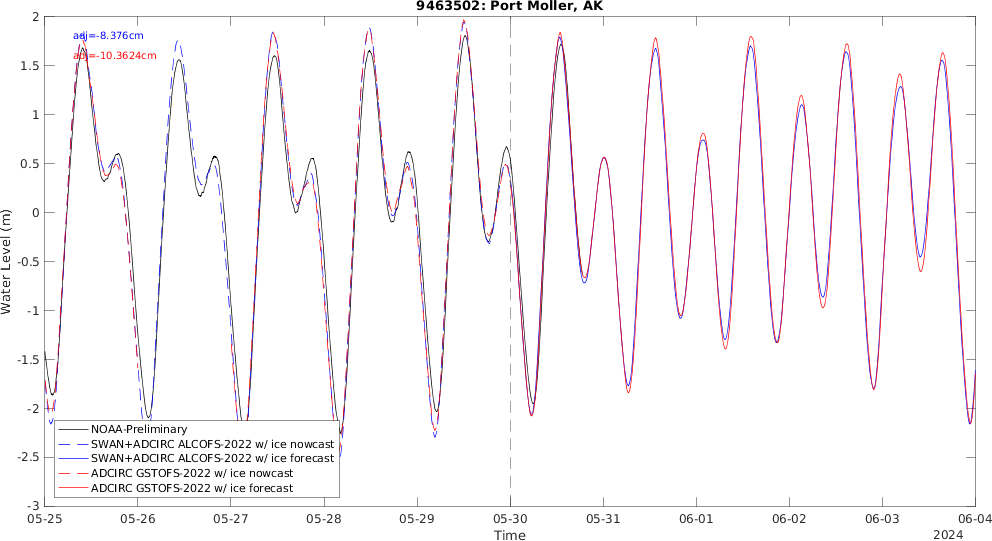 9463502: Port Moller, AK
adj=-8.376cm
adj=-10.3624cm
Water Level (m)
2
1.5
1
0.5
0
-0.5
-1
-1.5
-2
-2.5
-3
NOAA-Preliminary
SWAN+ADCIRC ALCOFS-2022 w/ ice nowcast
SWAN+ADCIRC ALCOFS-2022 w/ ice forecast
ADCIRC GSTOFS-2022 w/ ice nowcast
ADCIRC GSTOFS-2022 w/ ice forecast
05-25 05-26 05-27 05-28 05-29 05-30 05-31 06-01 06-02 06-03 06-04
Time
2024